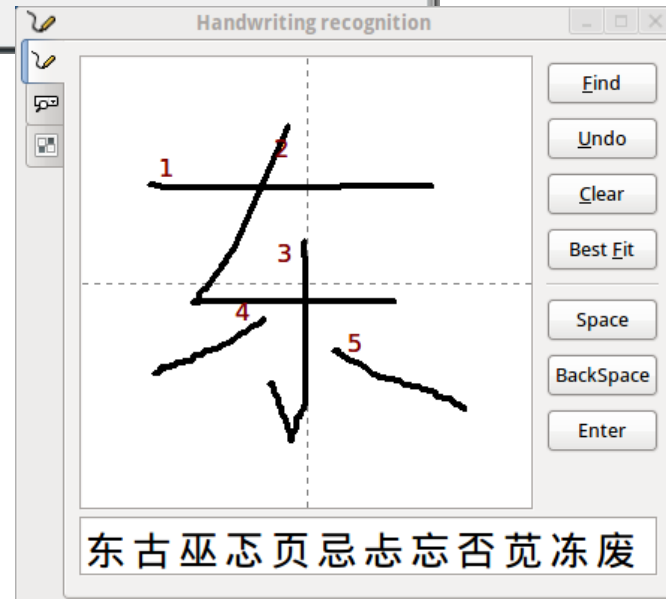 Handwriting recognition
1
2
3
4
5
东
Find
Undo
Clear
Best Fit
Space
BackSpace
Enter
东古巫忑页忌忐忘否苋冻废